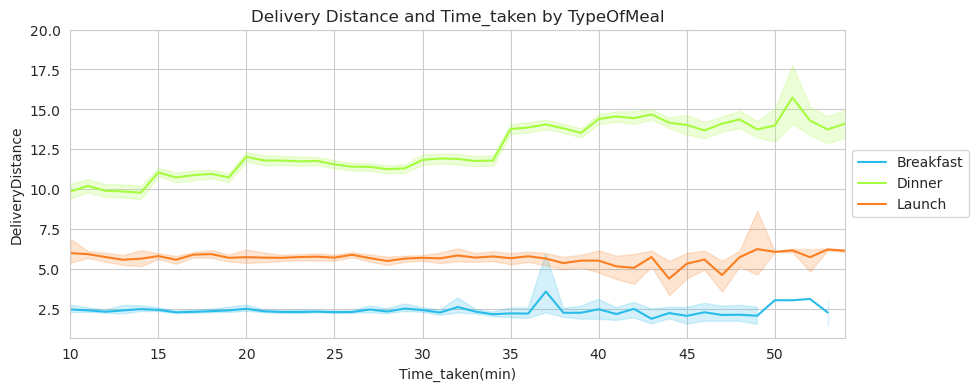 Delivery Distance and Time_taken by TypeOfMeal
20.0
17.5
15.0
12.5
10.0
7.5
5.0
2.5
DeliveryDistance
10 15 20 25 30 35 40 45 50
Time_taken(min)
Breakfast
Dinner
Launch